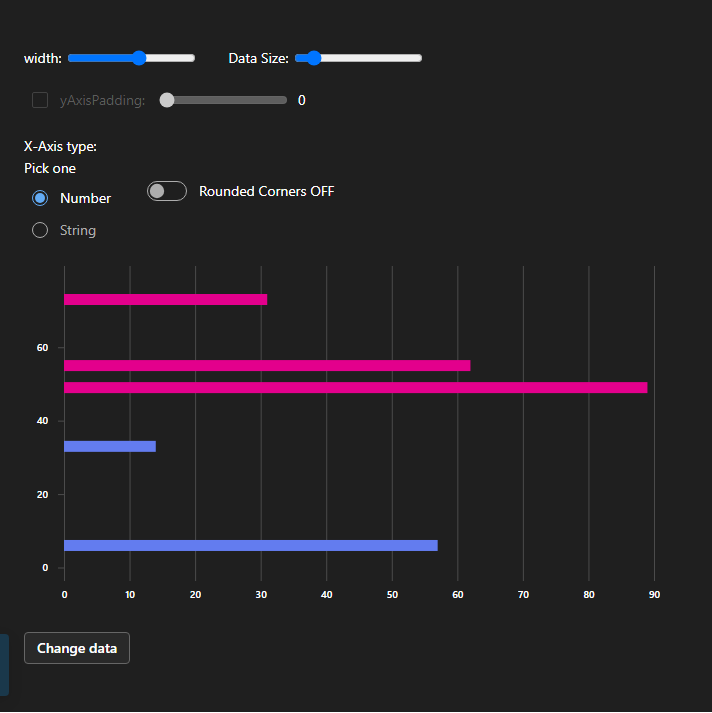 width: Data Size:
yAxisPadding: 0
X-Axis type:
Pick one
Number Rounded Corners OFF
String
60
40
20
0
0 10 20 30 40 50 60 70 80 90
Change data